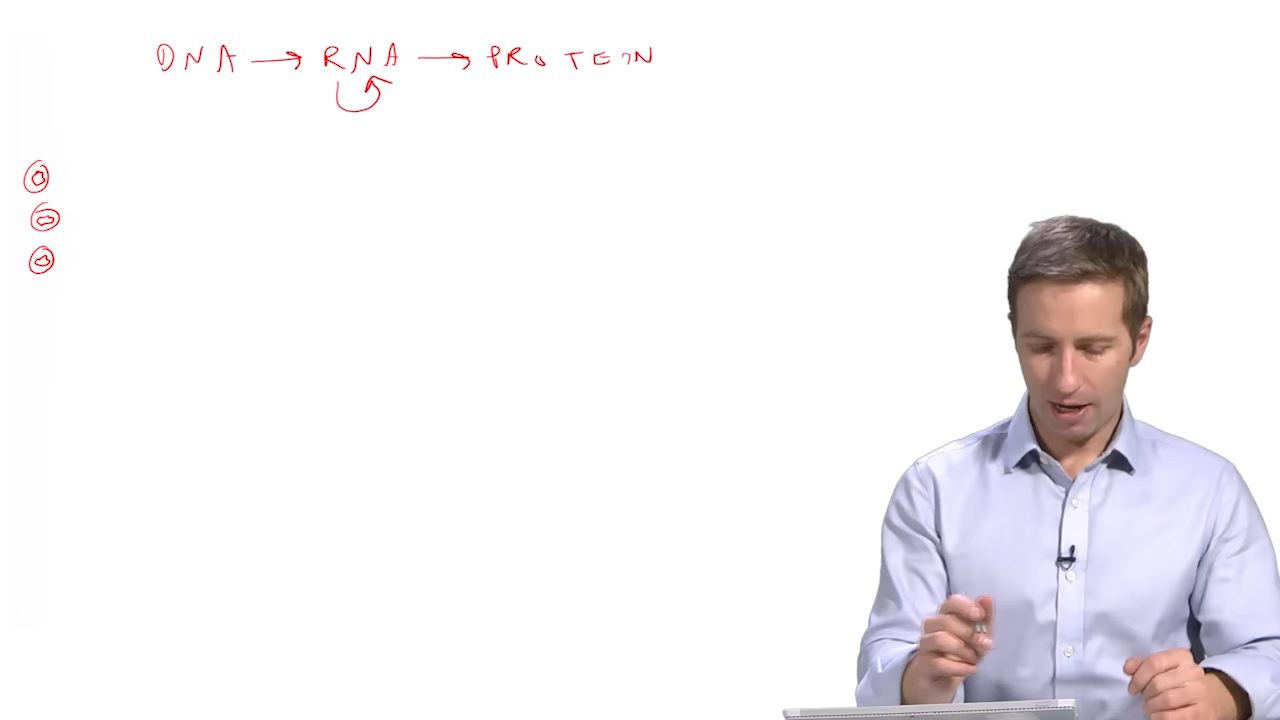 DNA → RNA → PROTEIN